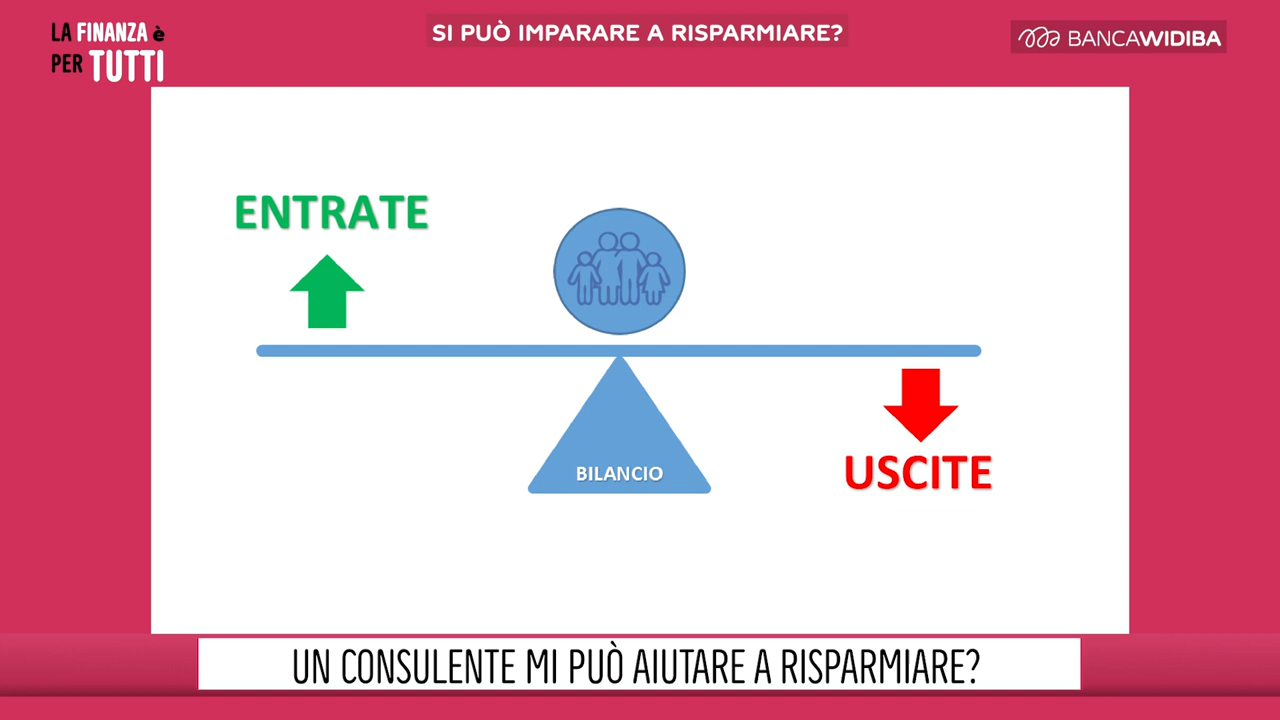 LA FINANZA è
PER TUTTI
SI PUÒ IMPARARE A RISPARMIARE?
BANCAWIDIBA
ENTRATE
BILANCIO
USCITE
UN CONSULENTE MI PUÒ AIUTARE A RISPARMIARE?